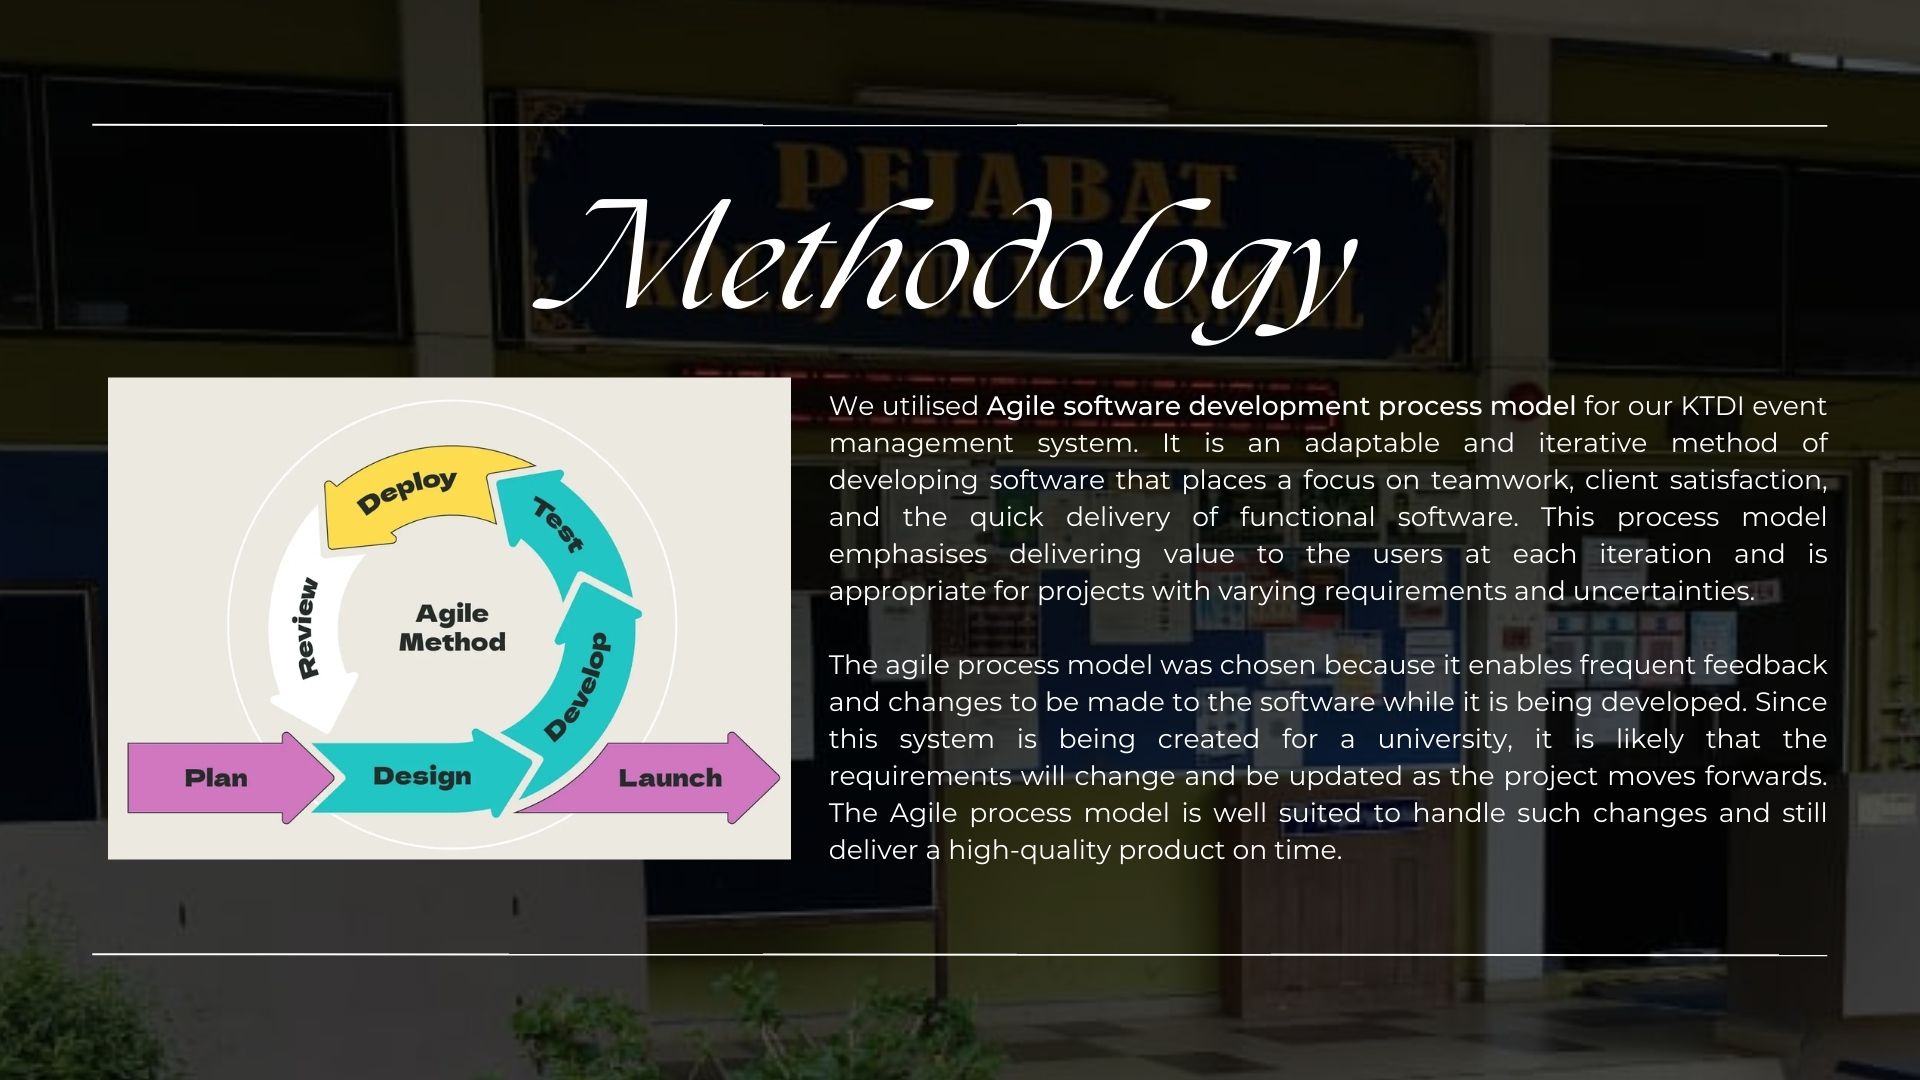 PEJABAT
KOLEJ TUN DR. ISMAIL
Methodology
Deploy
Test
Review
Agile
Method
Develop
Plan
Design
Launch
We utilised Agile software development process model for our KTDI event
management system. It is an adaptable and iterative method of
developing software that places a focus on teamwork, client satisfaction,
and the quick delivery of functional software. This process model
emphasises delivering value to the users at each iteration and is
appropriate for projects with varying requirements and uncertainties.
The agile process model was chosen because it enables frequent feedback
and changes to be made to the software while it is being developed. Since
this system is being created for a university, it is likely that the
requirements will change and be updated as the project moves forwards.
The Agile process model is well suited to handle such changes and still
deliver a high-quality product on time.